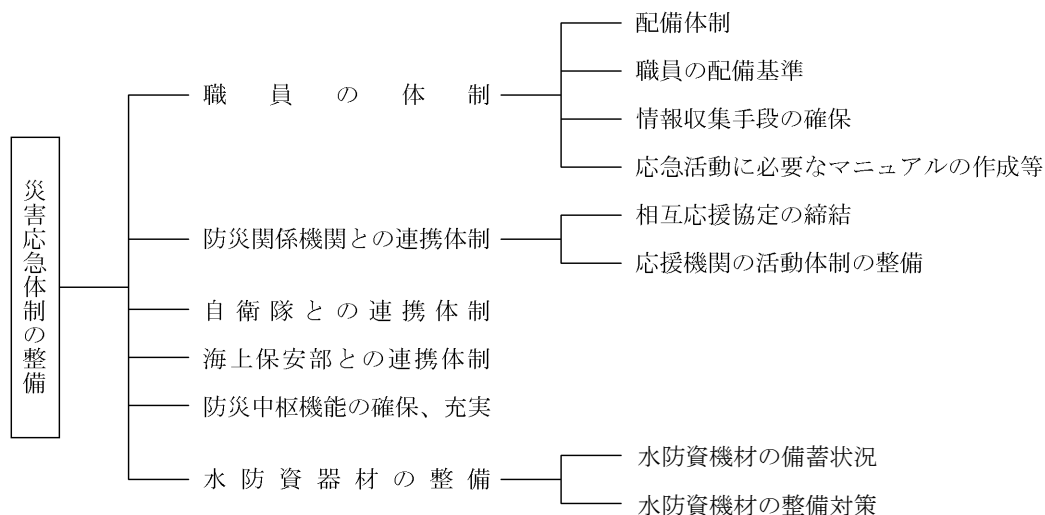 災害応急体制の整備
職員の体制
配備体制
職員の配備基準
情報収集手段の確保
応急活動に必要なマニュアルの作成等
防災関係機関との連携体制
相互応援協定の締結
応援機関の活動体制の整備
自衛隊との連携体制
海上保安部との連携体制
防災中枢機能の確保、充実
水防資器材の整備
水防資機材の備蓄状況
水防資機材の整備対策